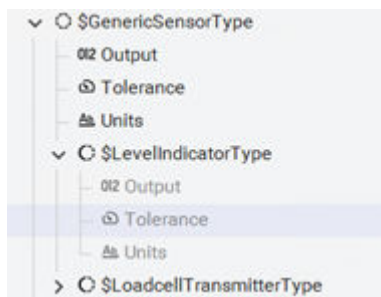 $GenericSensorType
Output
Tolerance
Units
$LevelIndicatorType
Output
Tolerance
Units
$LoadcellTransmitterType